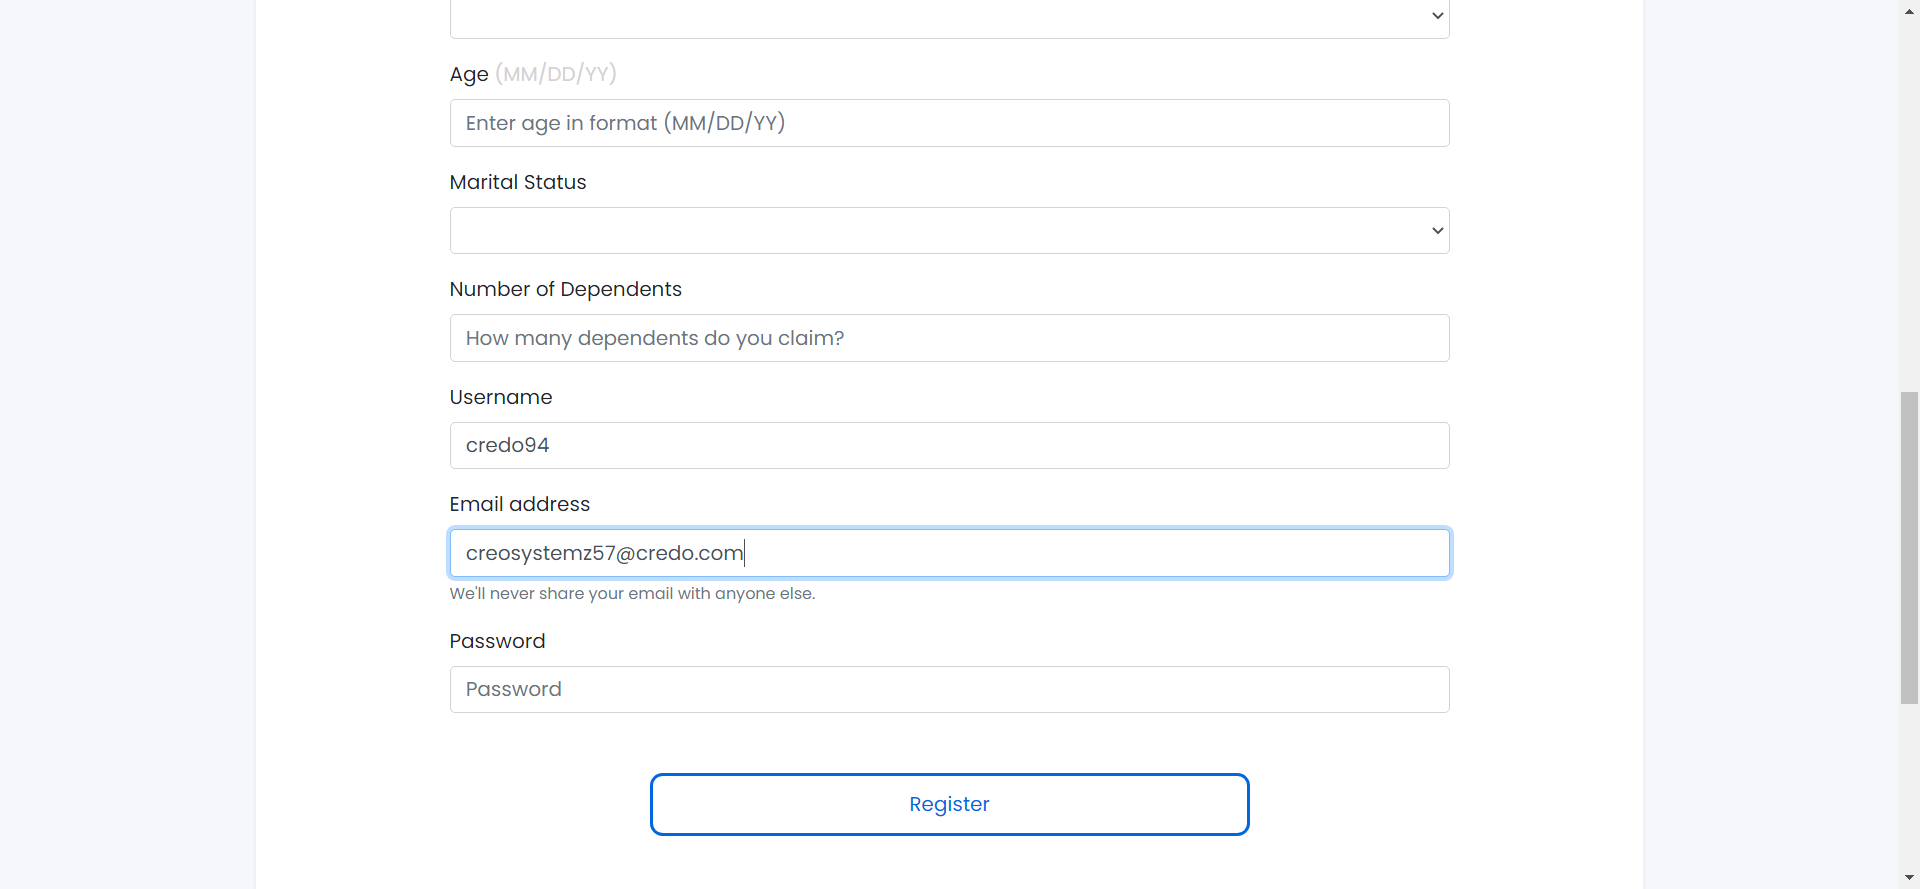 Age (MM/DD/YY)
Enter age in format (MM/DD/YY)
Marital Status
Number of Dependents
How many dependents do you claim?
Username
credo94
Email address
creosystemz57@credo.com
We'll never share your email with anyone else.
Password
Password
Register